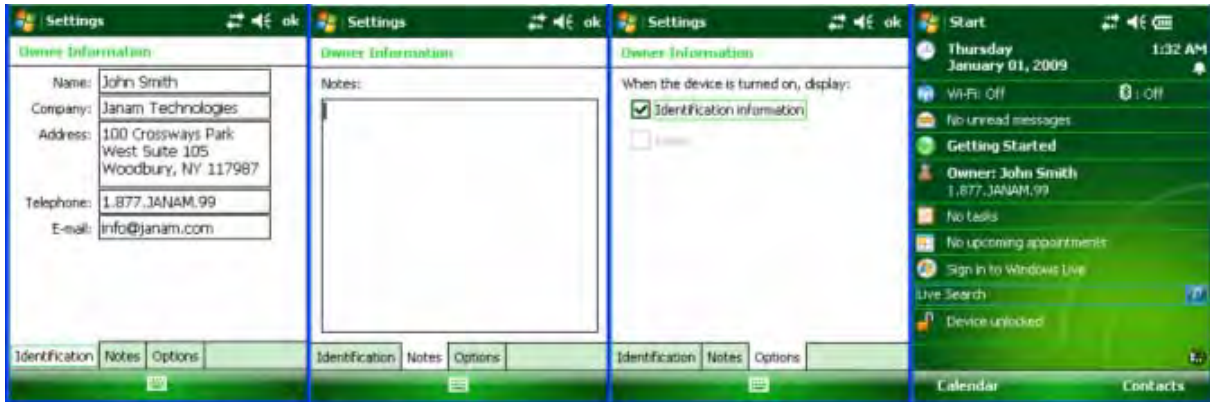 Settings
ok
Owner Information
Name: John Smith
Company: Janam Technologies
Address: 100 Crossways Park
West Suite 105
Woodbury, NY 117987
Telephone: 1.877.JANAM.99
E-mail: info@janam.com
Identification Notes Options
Settings
ok
Owner Information
Notes:
Identification Notes Options
Settings
ok
Owner Information
When the device is turned on, display:
Identification information
Notes
Identification Notes Options
Start
Thursday 1:32 AM
January 01, 2009
Wi-Fi: Off : Off
No unread messages
Getting Started
Owner: John Smith
1.877.JANAM.99
No tasks
No upcoming appointments
Sign in to Windows Live
Live Search
Device unlocked
Calendar Contacts